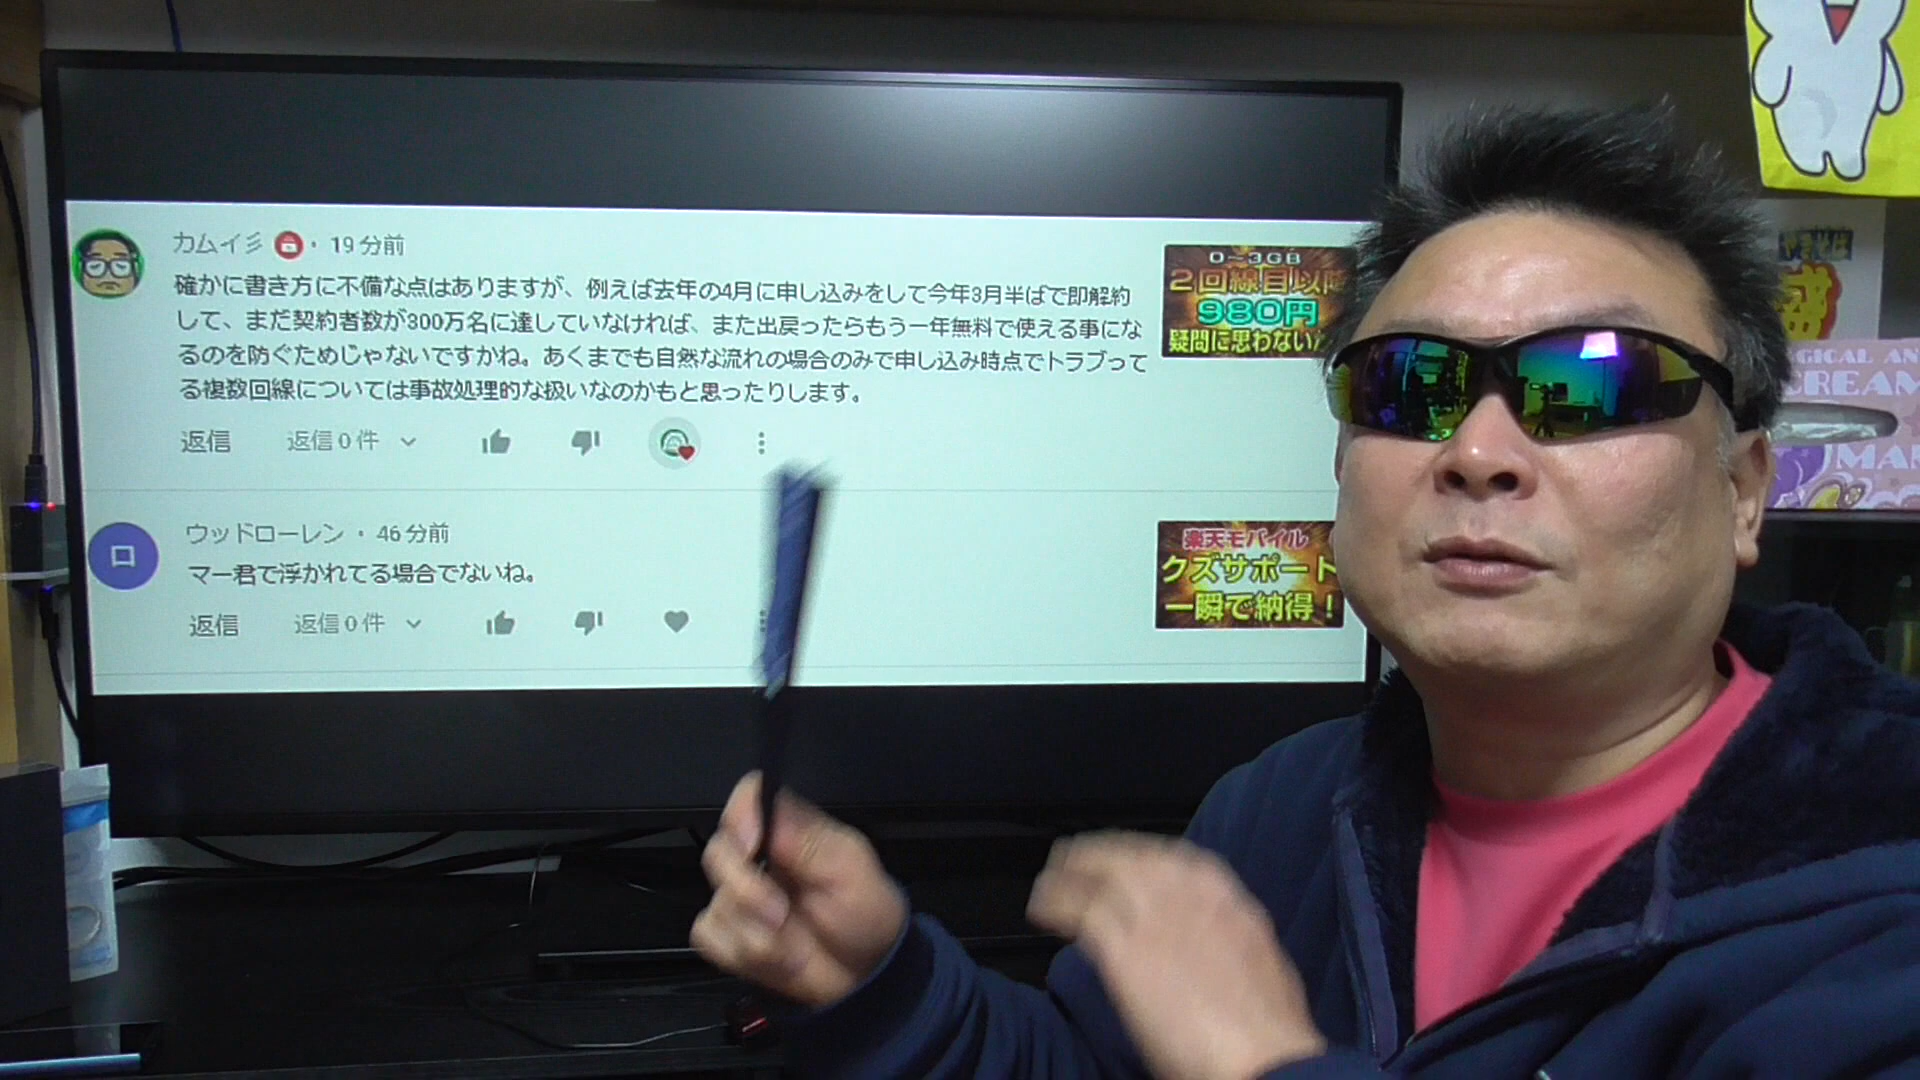 カムイ彡 ・ 19 分前
確かに書き方に不備な点はありますが、例えば去年の4月に申し込みをして今年3月半ばで即解約
して、まだ契約者数が300万名に達していなければ、また出戻ったらもう一年無料で使える事にな
るのを防ぐためじゃないですかね。あくまでも自然な流れの場合のみで申し込み時点でトラブって
る複数回線については事故処理的な扱いなのかもと思ったりします。
返信 返信 0 件
0～3GB
2回線目以降
980円
疑問に思わない
ロ
ウッドローレン ・ 46 分前
マー君で浮かれてる場合でないね。
返信 返信 0 件
楽天モバイル
クズサポート
一瞬で納得！
CREAM